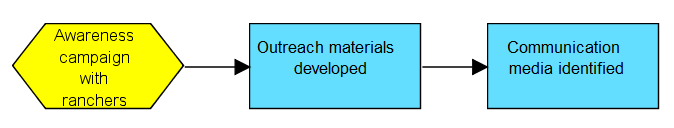 Awareness
campaign
with
ranchers
Outreach materials
developed
Communication
media identified